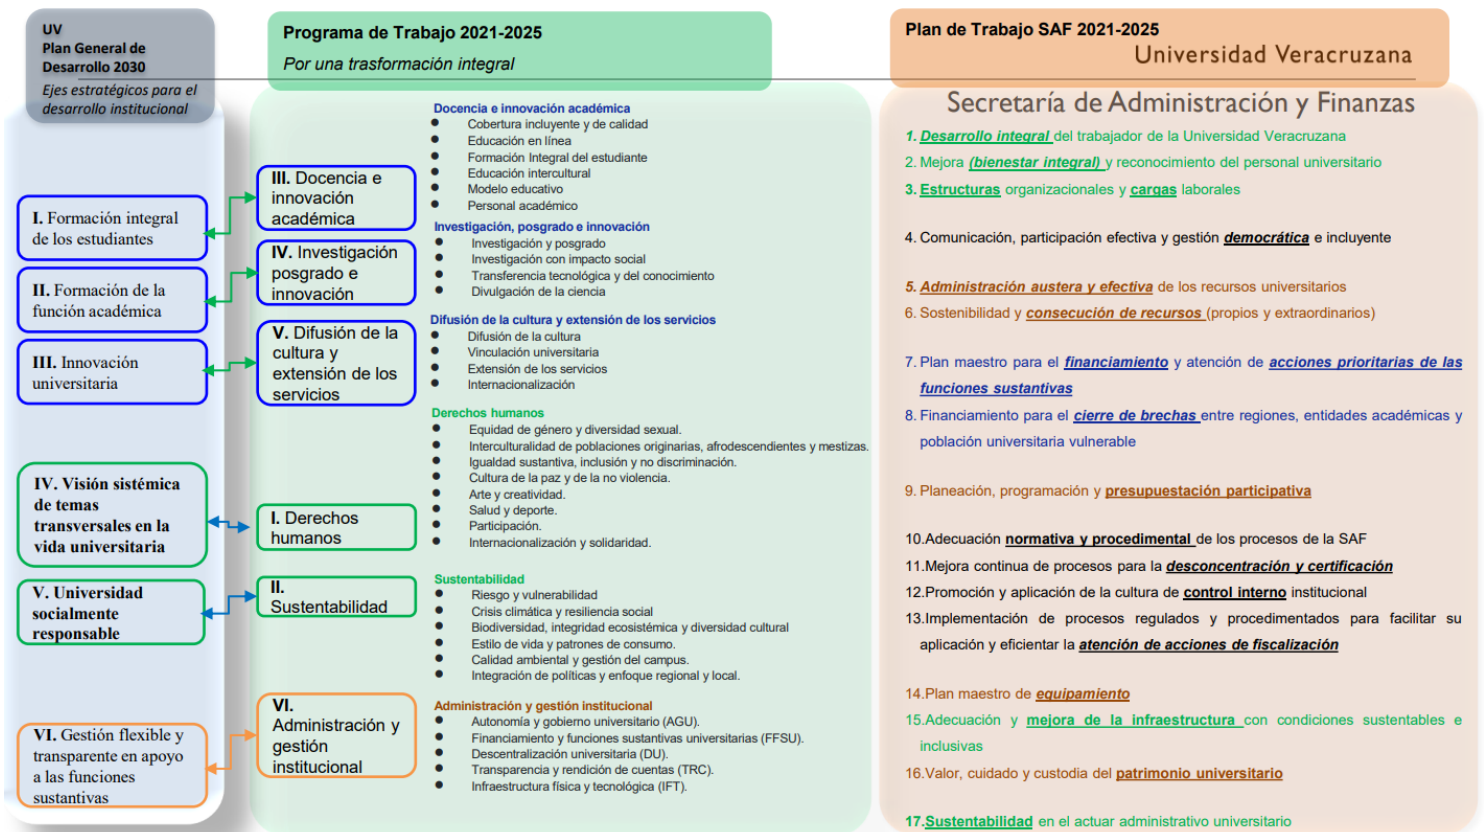 UV
Plan General de
Desarrollo 2030
Ejes estratégicos para el
desarrollo institucional
I. Formación integral
de los estudiantes
II. Formación de la
función académica
III. Innovación
universitaria
IV. Visión sistémica
de temas
transversales en la
vida universitaria
V. Universidad
socialmente
responsable
VI. Gestión flexible y
transparente en apoyo
a las funciones
sustantivas
Programa de Trabajo 2021-2025
Por una trasformación integral
III. Docencia e
innovación
académica
IV. Investigación
posgrado e
innovación
V. Difusión de la
cultura y
extensión de los
servicios
I. Derechos
humanos
II.
Sustentabilidad
VI.
Administración y
gestión
institucional
Docencia e innovación académica
● Cobertura incluyente y de calidad
● Educación en línea
● Formación Integral del estudiante
● Educación intercultural
● Modelo educativo
● Personal académico
Investigación, posgrado e innovación
● Investigación y posgrado
● Investigación con impacto social
● Transferencia tecnológica y del conocimiento
● Divulgación de la ciencia
Difusión de la cultura y extensión de los servicios
● Difusión de la cultura
● Vinculación universitaria
● Extensión de los servicios
● Internacionalización
Derechos humanos
● Equidad de género y diversidad sexual.
● Interculturalidad de poblaciones originarias, afrodescendientes y mestizas.
● Igualdad sustantiva, inclusión y no discriminación.
● Cultura de la paz y de la no violencia.
● Arte y creatividad.
● Salud y deporte.
● Participación.
● Internacionalización y solidaridad.
Sustentabilidad
● Riesgo y vulnerabilidad
● Crisis climática y resiliencia social
● Biodiversidad, integridad ecosistémica y diversidad cultural
● Estilo de vida y patrones de consumo.
● Calidad ambiental y gestión del campus.
● Integración de políticas y enfoque regional y local.
Administración y gestión institucional
● Autonomía y gobierno universitario (AGU).
● Financiamiento y funciones sustantivas universitarias (FFSU).
● Descentralización universitaria (DU).
● Transparencia y rendición de cuentas (TRC).
● Infraestructura física y tecnológica (IFT).
Plan de Trabajo SAF 2021-2025
Universidad Veracruzana
Secretaría de Administración y Finanzas
1. Desarrollo integral del trabajador de la Universidad Veracruzana
2. Mejora (bienestar integral) y reconocimiento del personal universitario
3. Estructuras organizacionales y cargas laborales
4. Comunicación, participación efectiva y gestión democrática e incluyente
5. Administración austera y efectiva de los recursos universitarios
6. Sostenibilidad y consecución de recursos (propios y extraordinarios)
7. Plan maestro para el financiamiento y atención de acciones prioritarias de las
funciones sustantivas
8. Financiamiento para el cierre de brechas entre regiones, entidades académicas y
población universitaria vulnerable
9. Planeación, programación y presupuestación participativa
10.Adecuación normativa y procedimental de los procesos de la SAF
11.Mejora continua de procesos para la desconcentración y certificación
12.Promoción y aplicación de la cultura de control interno institucional
13.Implementación de procesos regulados y procedimentados para facilitar su
aplicación y eficientar la atención de acciones de fiscalización
14.Plan maestro de equipamiento
15.Adecuación y mejora de la infraestructura con condiciones sustentables e
inclusivas
16.Valor, cuidado y custodia del patrimonio universitario
17.Sustentabilidad en el actuar administrativo universitario